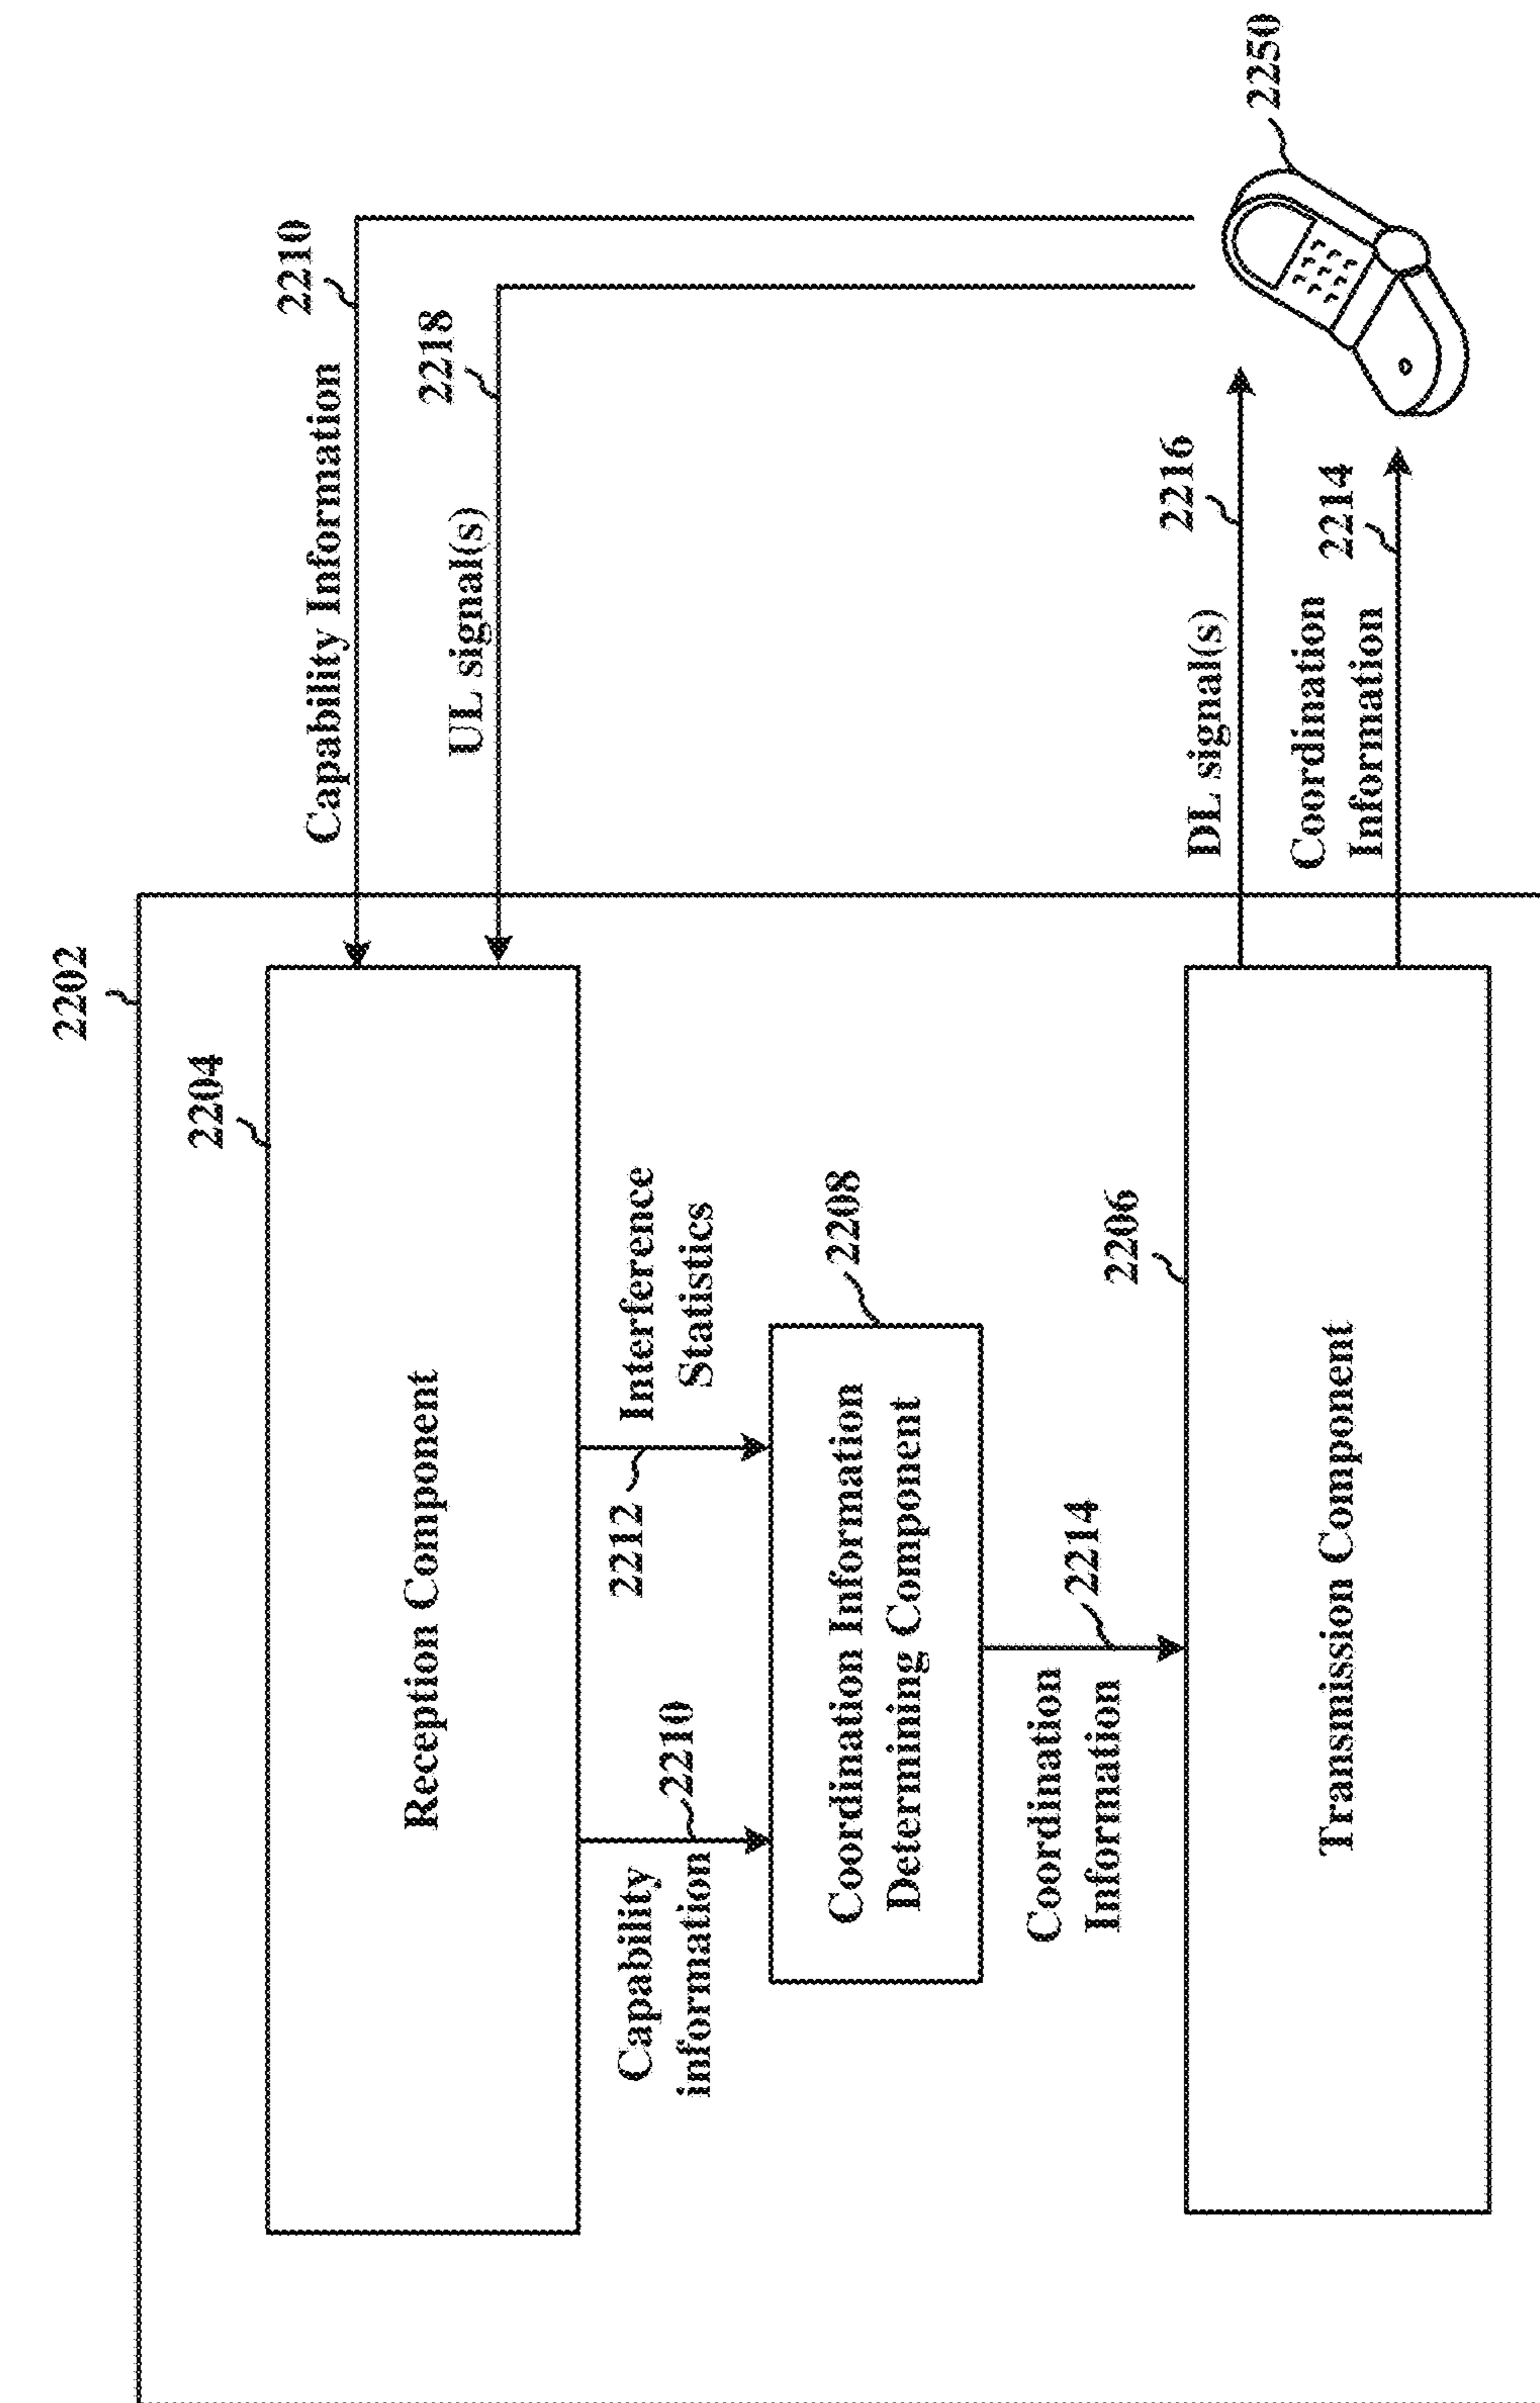 2202
2204
Reception Component
Capability Information
2210
UL signal(s)
2218
Capability
information
2210
2212
Interference
Statistics
Coordination Information
Determining Component
2208
Coordination
Information
2214
2206
Transmission Component
DL signal(s)
2216
Coordination
Information
2214
2250